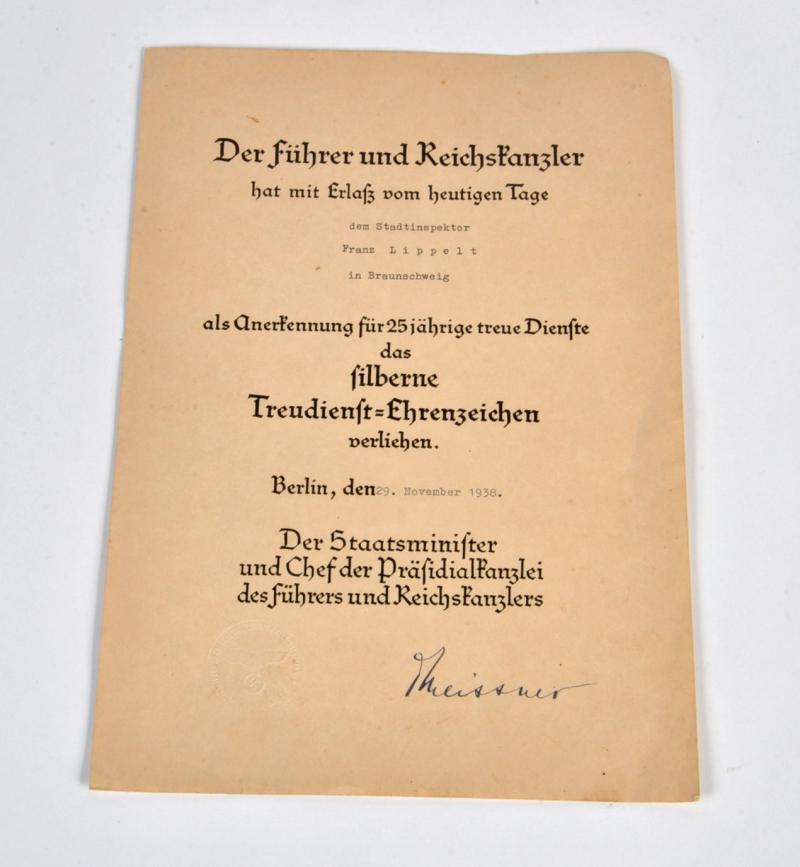 Der Führer und Reichskanzler
hat mit Erlaß vom heutigen Tage
dem Stadtinspektor
Franz L i p p e l t
in Braunschweig
als Anerkennung für 25jährige treue Dienſte
das
ſilberne
Treudienſt=Ehrenzeichen
verliehen.
Berlin, den 29. November 1938.
Der Staatsminiſter
und Chef der Präſidialkanzlei
des Führers und Reichskanzlers
Meissner